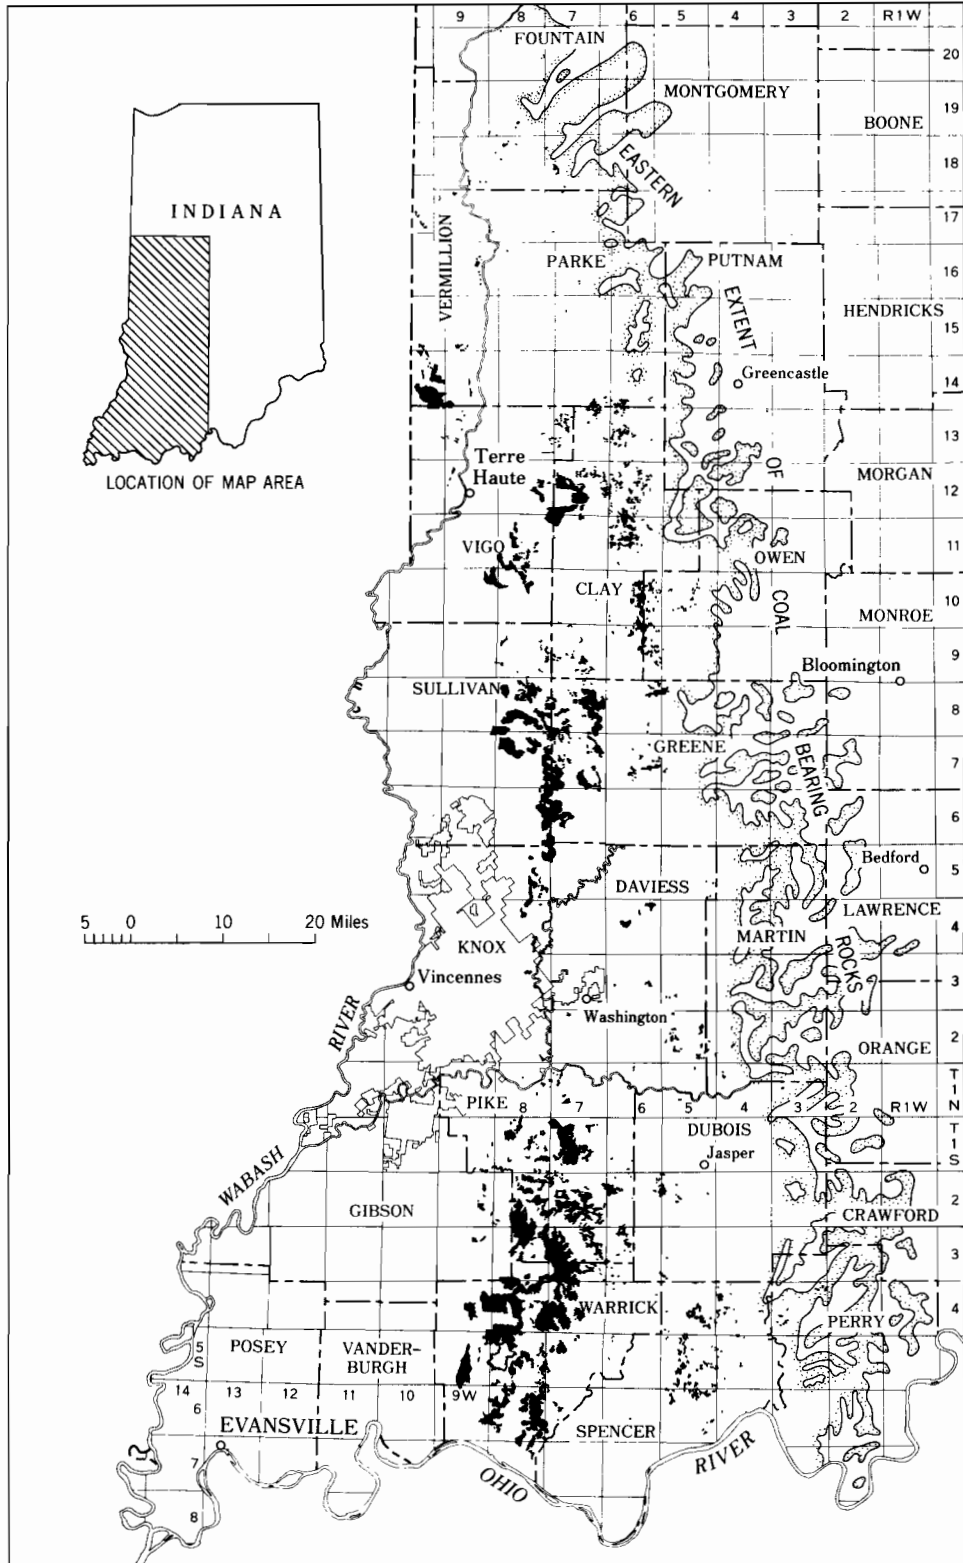 9 8 7 6 5 4 3 2 R1W
FOUNTAIN
20
MONTGOMERY
19
BOONE
18
EASTERN
17
INDIANA
VERMILLION
PARKE
PUTNAM
16
EXTENT
HENDRICKS
15
Greencastle
14
13
Terre
Haute
OF
MORGAN
12
LOCATION OF MAP AREA
VIGO
11
OWEN
CLAY
COAL
10
MONROE
9
Bloomington
SULLIVAN
8
GREENE
BEARING
7
6
Bedford
5
DAVIESS
5 0 10 20 Miles
LAWRENCE
4
MARTIN
KNOX
ROCKS
Vincennes
3
Washington
RIVER
2
ORANGE
PIKE
T
1
N
8 7 6 5 4 3 2 R1W
DUBOIS
T
1
S
Jasper
WABASH
2
GIBSON
CRAWFORD
3
WARRICK
4
PERRY
5
S
POSEY
VANDER-
BURGH
14 13 12 11 10 9W
6
EVANSVILLE
SPENCER
RIVER
7
OHIO
8